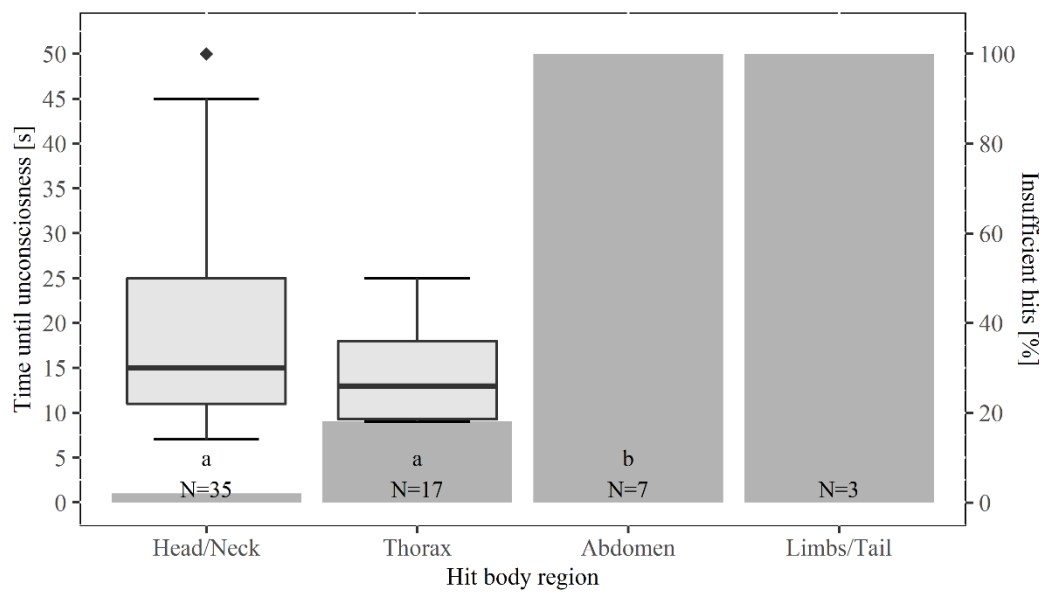 Time until unconsciosness [s]
50
45
40
35
30
25
20
15
10
5
0
100
80
60
40
20
0
Insufficient hits [%]
a
a
b
N=35
N=17
N=7
N=3
Head/Neck
Thorax
Abdomen
Limbs/Tail
Hit body region